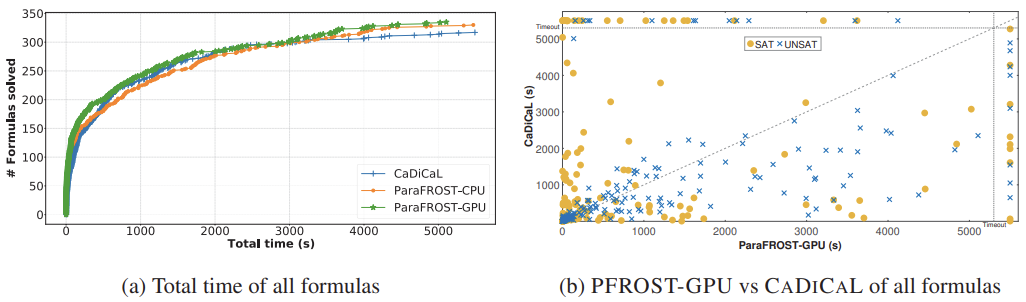 350
300
250
200
150
100
50
0
# Formulas solved
0
1000
2000
3000
4000
5000
Total time (s)
CaDiCaL
ParaFROST-CPU
ParaFROST-GPU
(a) Total time of all formulas
Timeout
5000
4000
3000
2000
1000
CaDiCaL (s)
SAT UNSAT
0
1000
2000
3000
4000
5000
Timeout
ParaFROST-GPU (s)
(b) PFROST-GPU vs CADICAL of all formulas